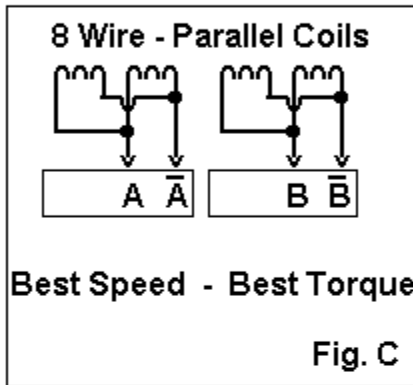 8 Wire - Parallel Coils
A A̅ B B̅
Best Speed - Best Torque
Fig. C